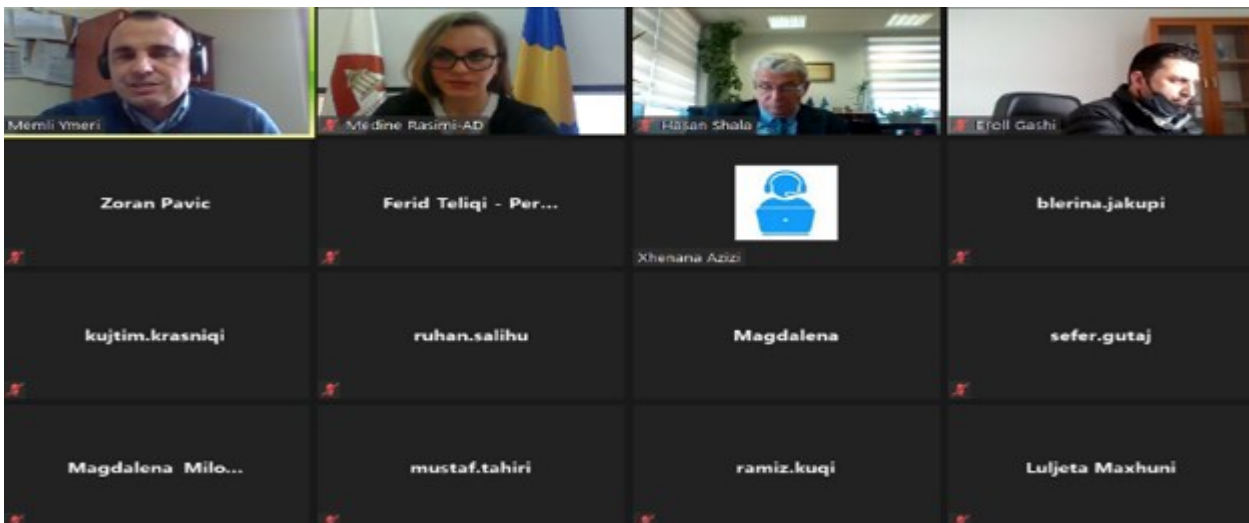 Memli Ymeri
Medine Rasimi-AD
Hasan Shala
Eroll Gashi
Zoran Pavic
Ferid Teliqi - Per...
Xhenana Azizi
blerina.jakupi
kujtim.krasniqi
ruhan.salihu
Magdalena
sefer.gutaj
Magdalena Milo...
mustaf.tahiri
ramiz.kuqi
Luljeta Maxhuni